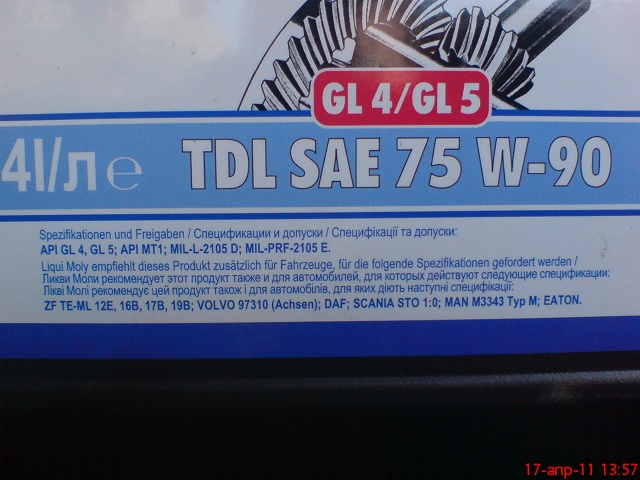 GL 4/GL 5
4l/л e TDL SAE 75 W-90
Spezifikationen und Freigaben / Спецификации и допуски / Специфікації та допуски:
API GL 4, GL 5; API MT1; MIL-L-2105 D; MIL-PRF-2105 E.
Liqui Moly empfiehlt dieses Produkt zusätzlich für Fahrzeuge, für die folgende Spezifikationen gefordert werden /
Ликви Моли рекомендует этот продукт также и для автомобилей, для которых действуют следующие спецификации:
Лікві Молі рекомендує цей продукт також і для автомобілів, для яких діють наступні специфікації:
ZF TE-ML 12E, 16B, 17B, 19B; VOLVO 97310 (Achsen); DAF; SCANIA STO 1:0; MAN M3343 Typ M; EATON.
17-апр-11 13:57